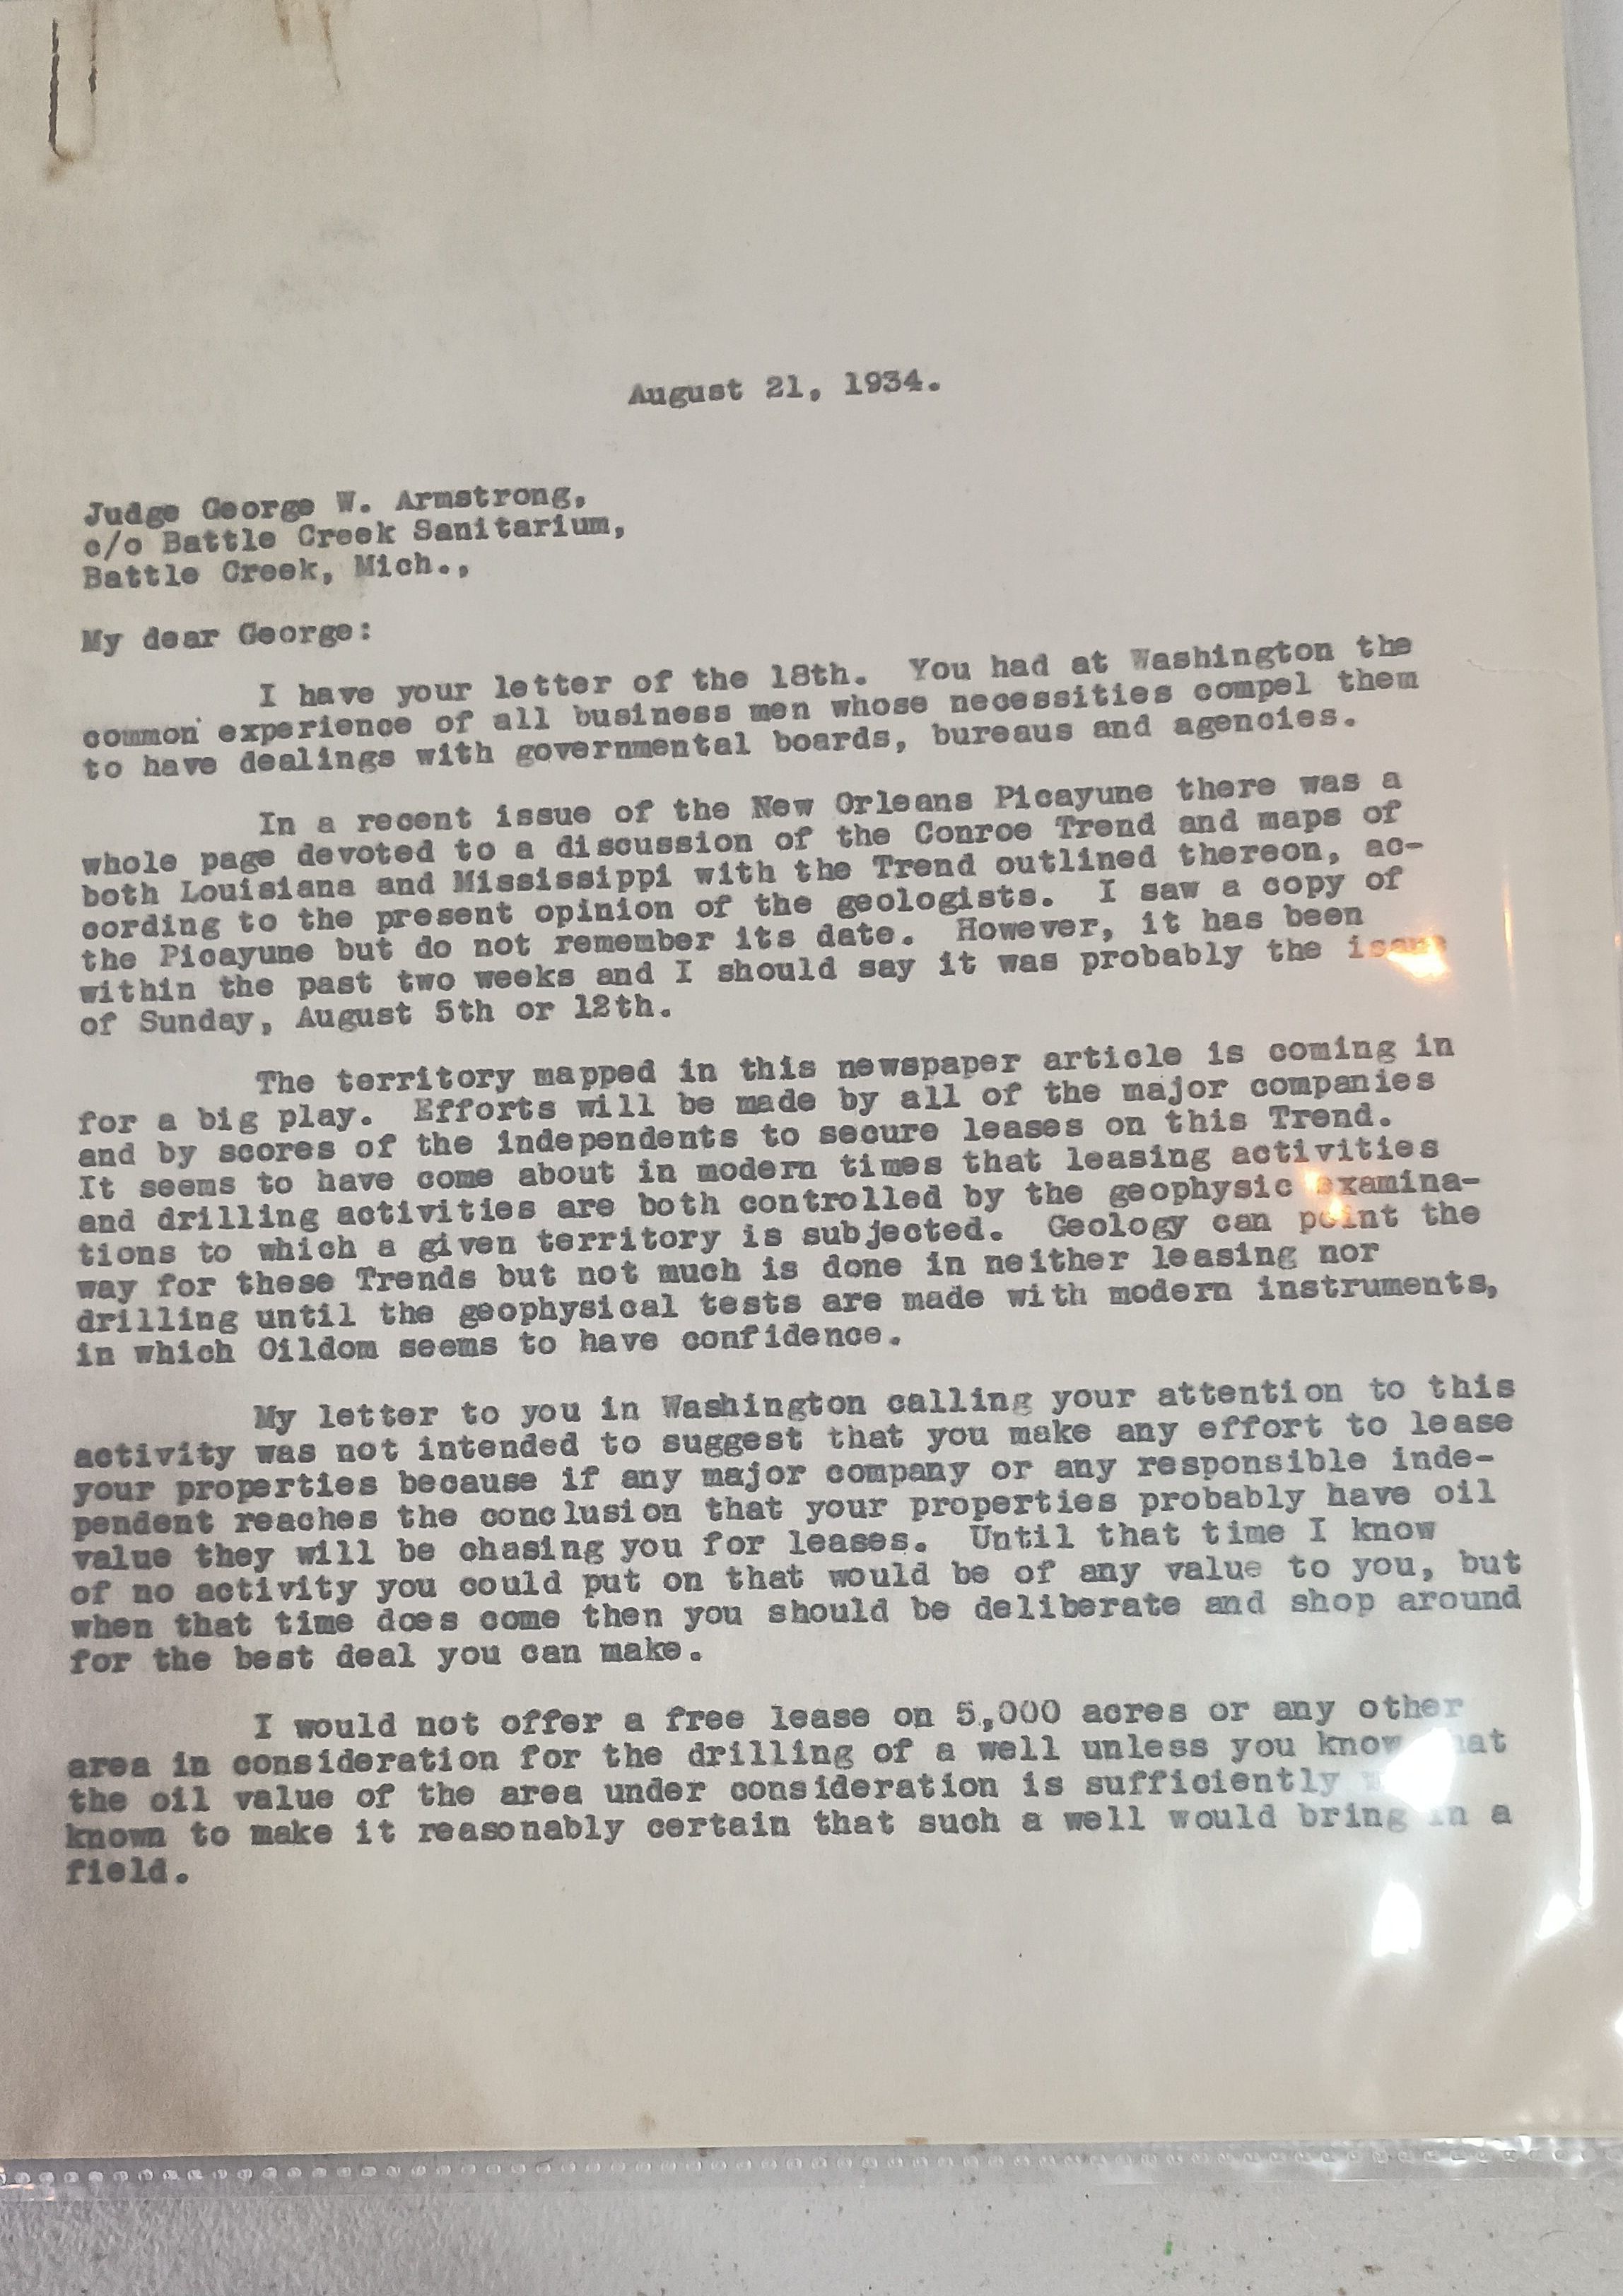 August 21, 1934.
Judge George W. Armstrong,
c/o Battle Creek Sanitarium,
Battle Creek, Mich.,
My dear George:
I have your letter of the 18th. You had at Washington the
common experience of all business men whose necessities compel them
to have dealings with governmental boards, bureaus and agencies.
In a recent issue of the New Orleans Picayune there was a
whole page devoted to a discussion of the Conroe Trend and maps of
both Louisiana and Mississippi with the Trend outlined thereon, ac-
cording to the present opinion of the geologists. I saw a copy of
the Picayune but do not remember its date. However, it has been
within the past two weeks and I should say it was probably the issue
of Sunday, August 5th or 12th.
The territory mapped in this newspaper article is coming in
for a big play. Efforts will be made by all of the major companies
and by scores of the independents to secure leases on this Trend.
It seems to have come about in modern times that leasing activities
and drilling activities are both controlled by the geophysic examina-
tions to which a given territory is subjected. Geology can point the
way for these Trends but not much is done in neither leasing nor
drilling until the geophysical tests are made with modern instruments,
in which Oildom seems to have confidence.
My letter to you in Washington calling your attention to this
activity was not intended to suggest that you make any effort to lease
your properties because if any major company or any responsible inde-
pendent reaches the conclusion that your properties probably have oil
value they will be chasing you for leases. Until that time I know
of no activity you could put on that would be of any value to you, but
when that time does come then you should be deliberate and shop around
for the best deal you can make.
I would not offer a free lease on 5,000 acres or any other
area in consideration for the drilling of a well unless you know that
the oil value of the area under consideration is sufficiently
known to make it reasonably certain that such a well would bring in a
field.